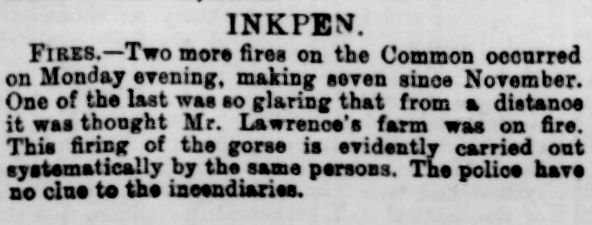 INKPEN.
FIRES.—Two more fires on the Common occurred
on Monday evening, making seven since November.
One of the last was so glaring that from a distance
it was thought Mr. Lawrence's farm was on fire.
This firing of the gorse is evidently carried out
systematically by the same persons. The police have
no clue to the incendiaries.